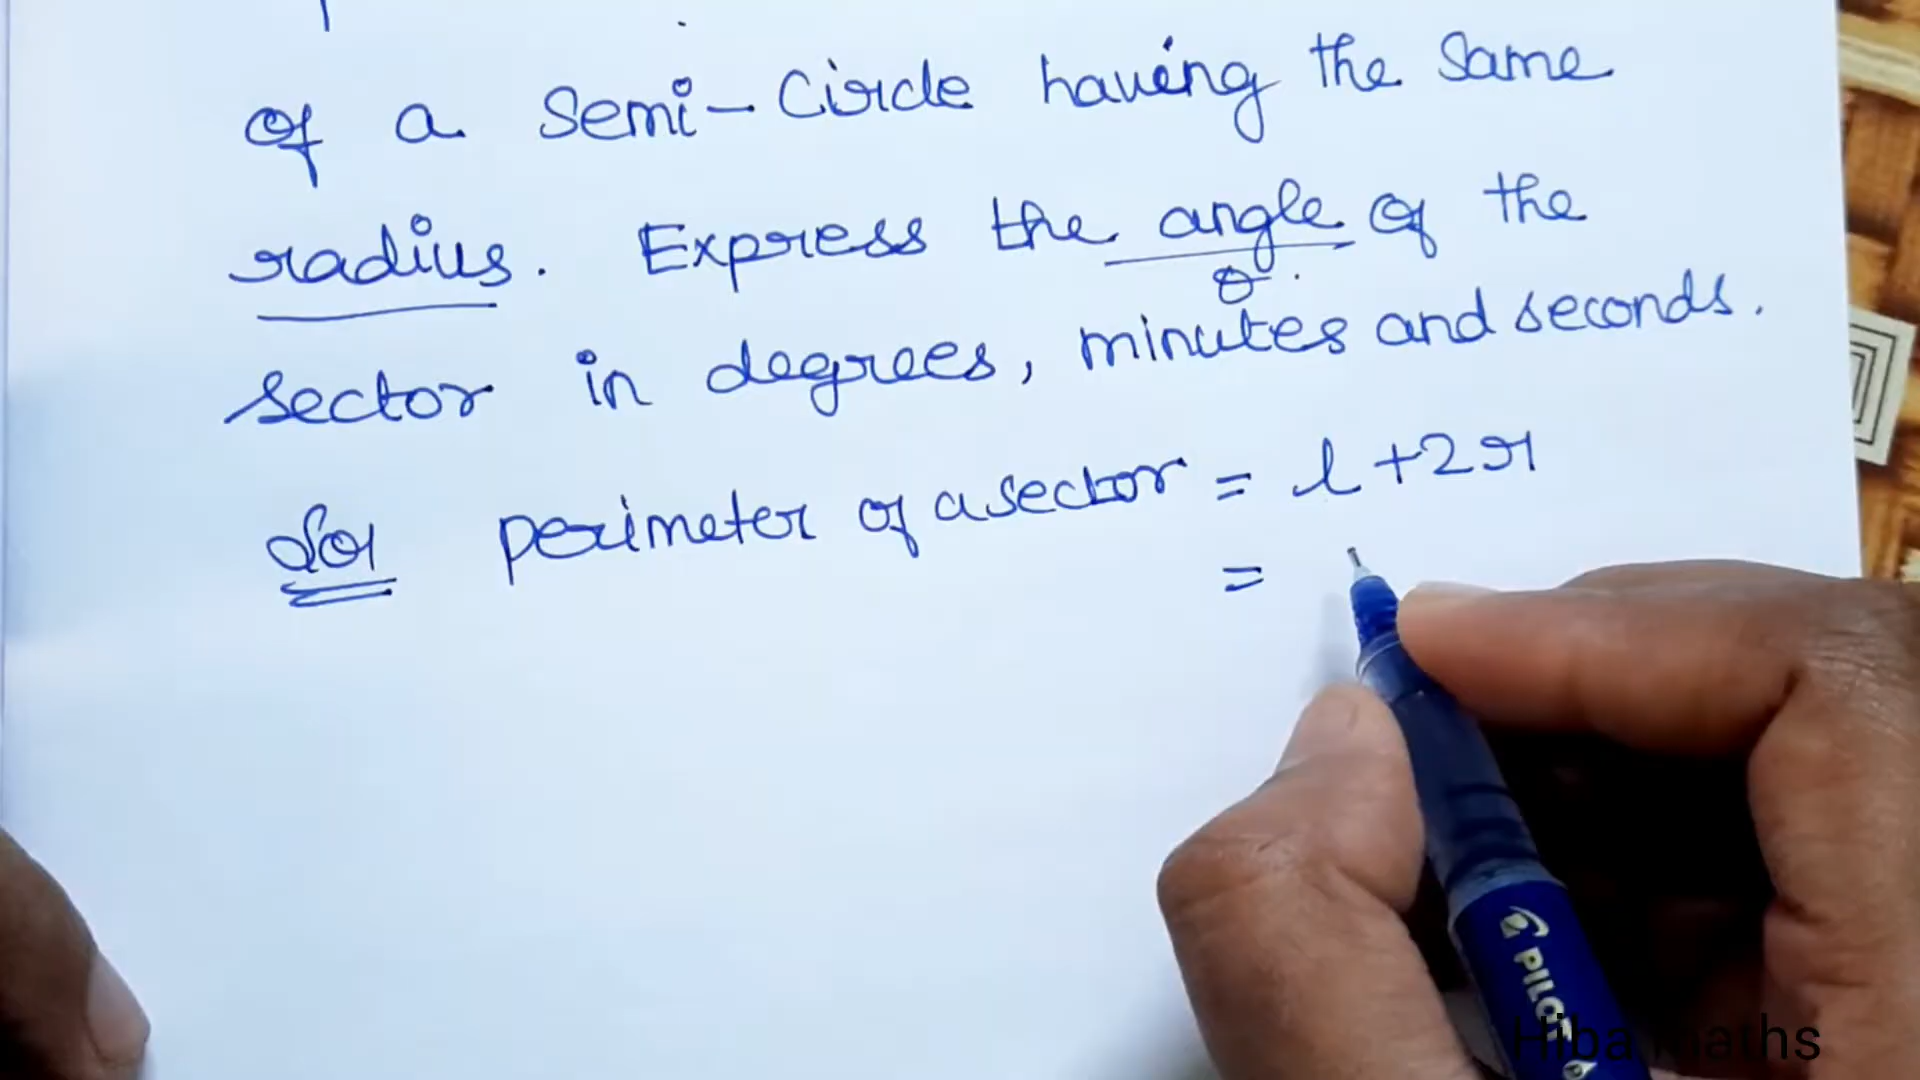 of a Semi-Circle having the same
radius. Express the angle of the
θ.
sector in degrees, minutes and seconds.
Sol perimeter of a sector = l + 2r
=
PILOT
Hiba maths